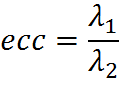 ecc = λ₁/λ₂